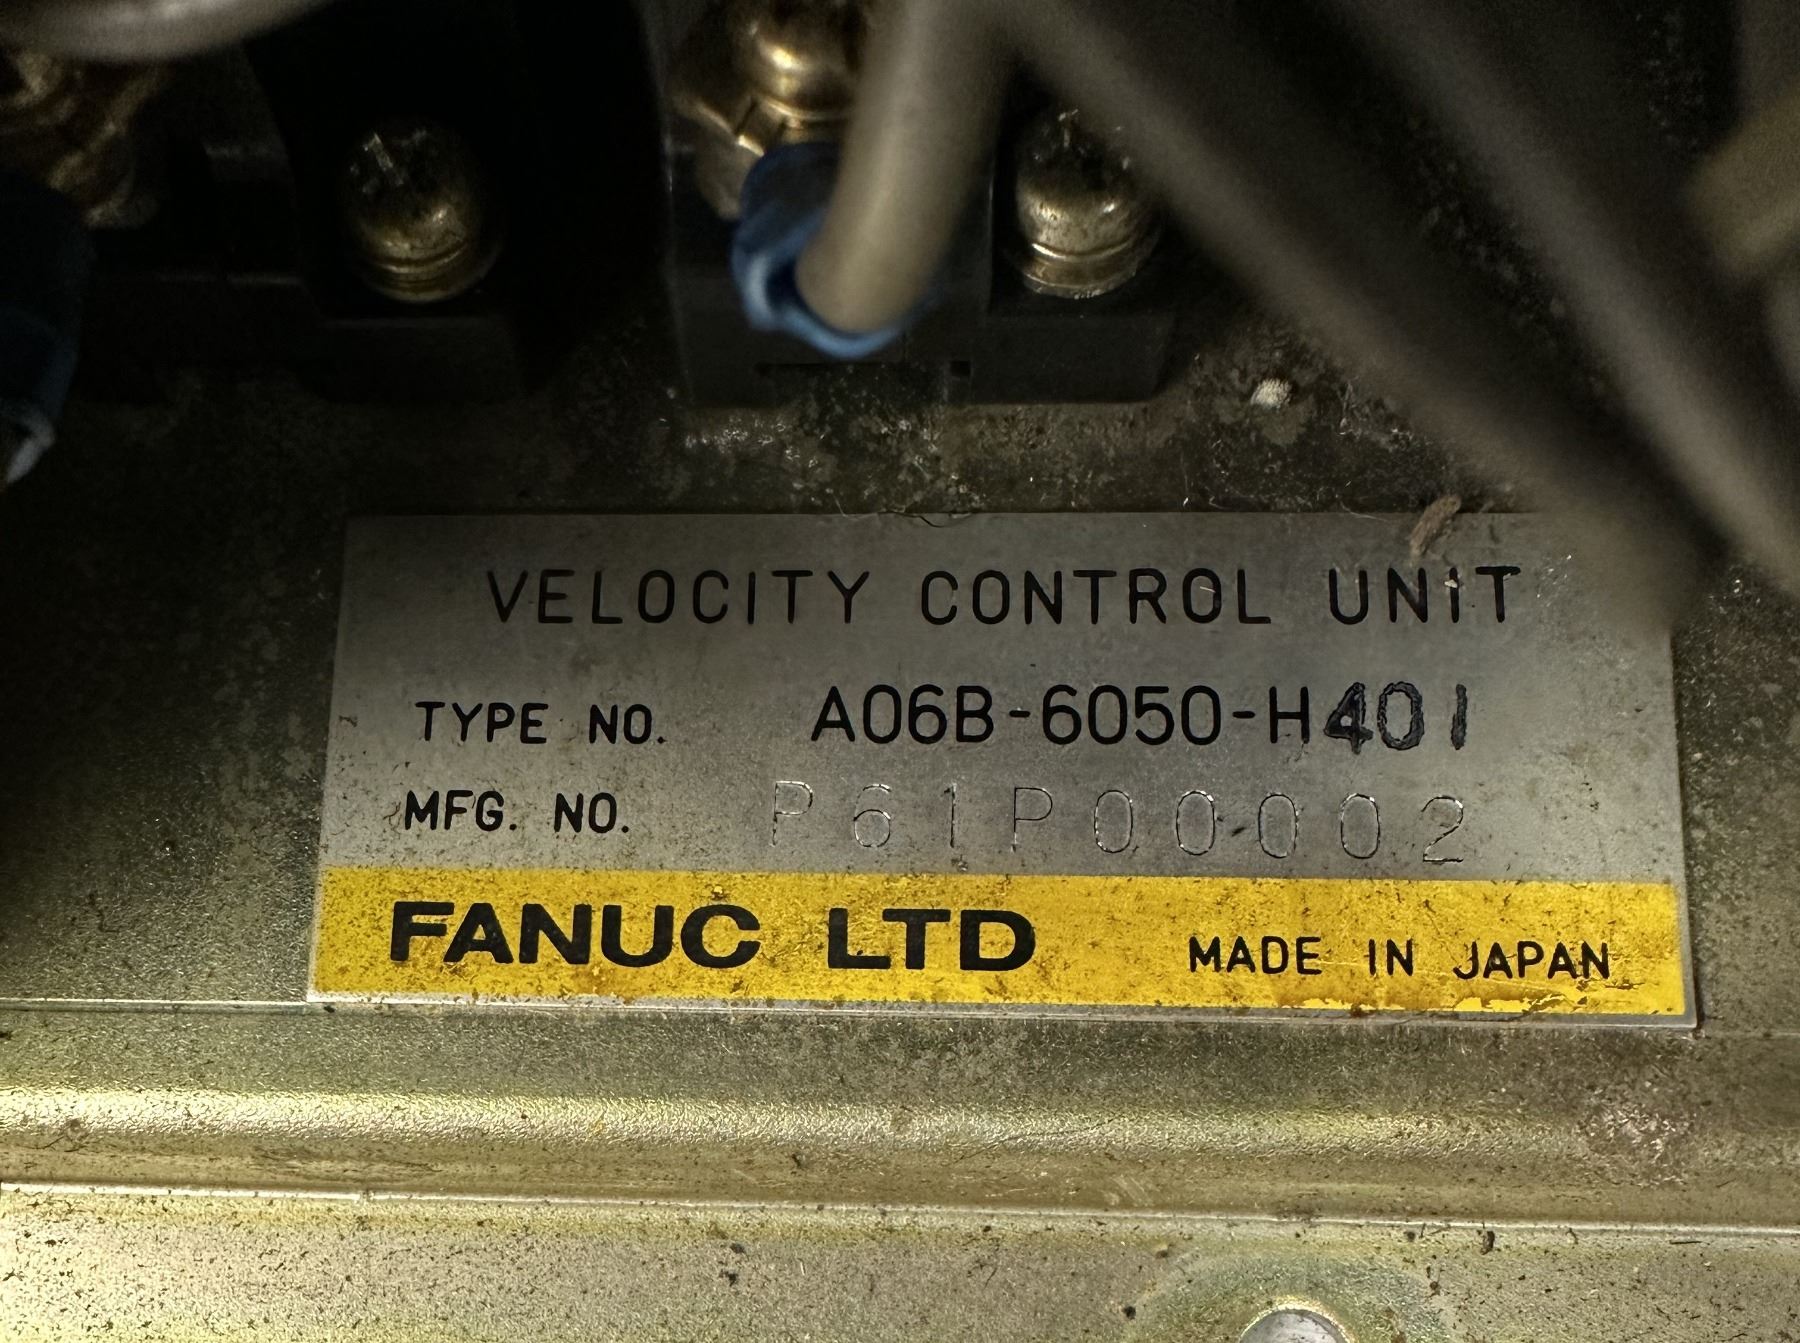 VELOCITY CONTROL UNIT
TYPE NO. A06B-6050-H401
MFG. NO. P61P00002
FANUC LTD MADE IN JAPAN